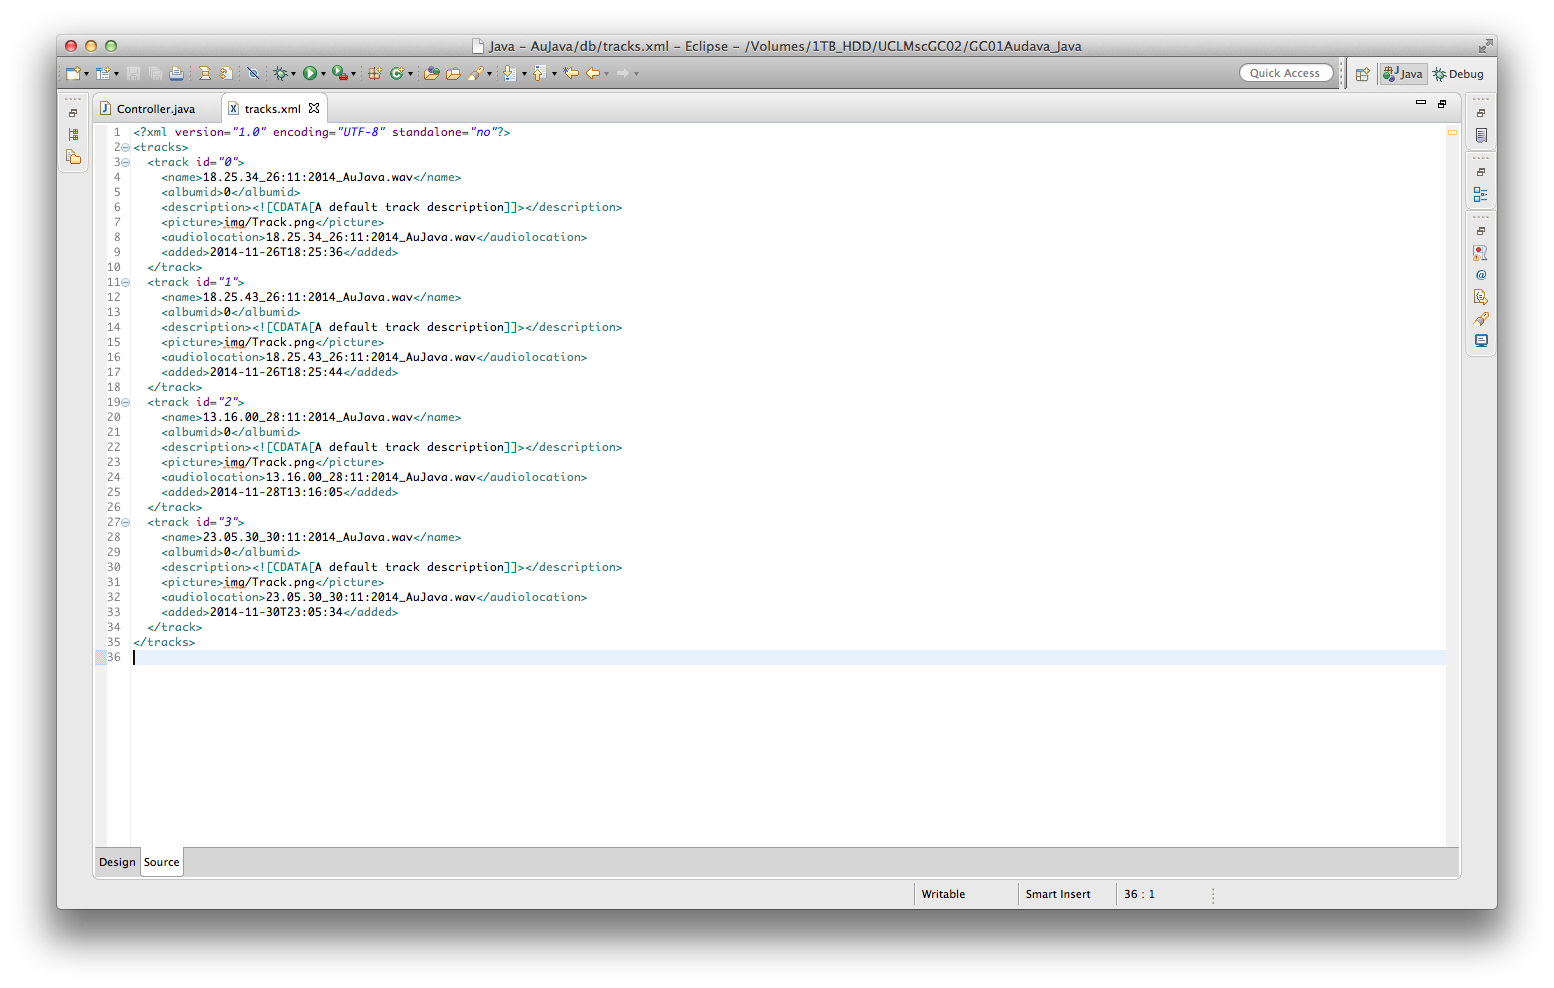 Java – AuJava/db/tracks.xml – Eclipse – /Volumes/1TB_HDD/UCLMscGC02/GC01Audava_Java
Quick Access
Java
Debug
Controller.java
tracks.xml
1 <?xml version="1.0" encoding="UTF-8" standalone="no"?>
2 <tracks>
3 <track id="0">
4 <name>18.25.34_26:11:2014_AuJava.wav</name>
5 <albumid>0</albumid>
6 <description><![CDATA[A default track description]]></description>
7 <picture>img/Track.png</picture>
8 <audiolocation>18.25.34_26:11:2014_AuJava.wav</audiolocation>
9 <added>2014-11-26T18:25:36</added>
10 </track>
11 <track id="1">
12 <name>18.25.43_26:11:2014_AuJava.wav</name>
13 <albumid>0</albumid>
14 <description><![CDATA[A default track description]]></description>
15 <picture>img/Track.png</picture>
16 <audiolocation>18.25.43_26:11:2014_AuJava.wav</audiolocation>
17 <added>2014-11-26T18:25:44</added>
18 </track>
19 <track id="2">
20 <name>13.16.00_28:11:2014_AuJava.wav</name>
21 <albumid>0</albumid>
22 <description><![CDATA[A default track description]]></description>
23 <picture>img/Track.png</picture>
24 <audiolocation>13.16.00_28:11:2014_AuJava.wav</audiolocation>
25 <added>2014-11-28T13:16:05</added>
26 </track>
27 <track id="3">
28 <name>23.05.30_30:11:2014_AuJava.wav</name>
29 <albumid>0</albumid>
30 <description><![CDATA[A default track description]]></description>
31 <picture>img/Track.png</picture>
32 <audiolocation>23.05.30_30:11:2014_AuJava.wav</audiolocation>
33 <added>2014-11-30T23:05:34</added>
34 </track>
35 </tracks>
36
Design
Source
Writable
Smart Insert
36 : 1